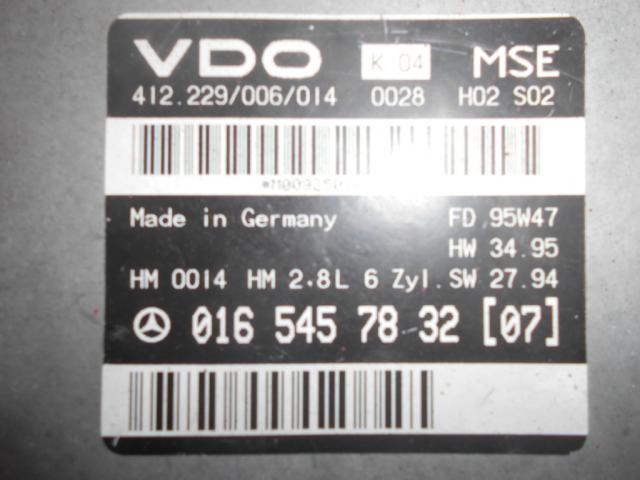 VDO K 04 MSE
412.229/006/014 0028 H02 S02
Made in Germany FD 95W47
HW 34.95
HM 0014 HM 2.8L 6 Zyl. SW 27.94
016 545 78 32 [07]